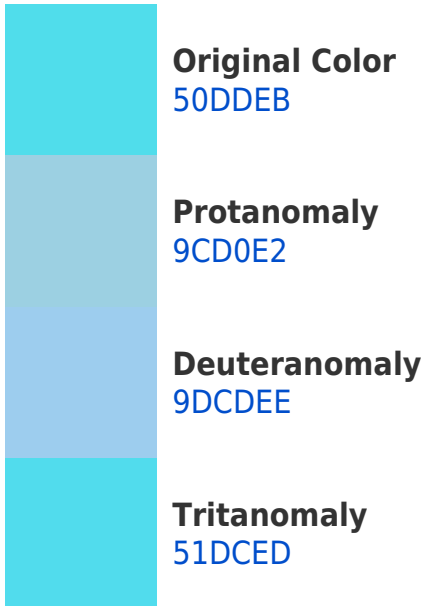 Original Color
50DDEB
Protanomaly
9CD0E2
Deuteranomaly
9DCDEE
Tritanomaly
51DCED